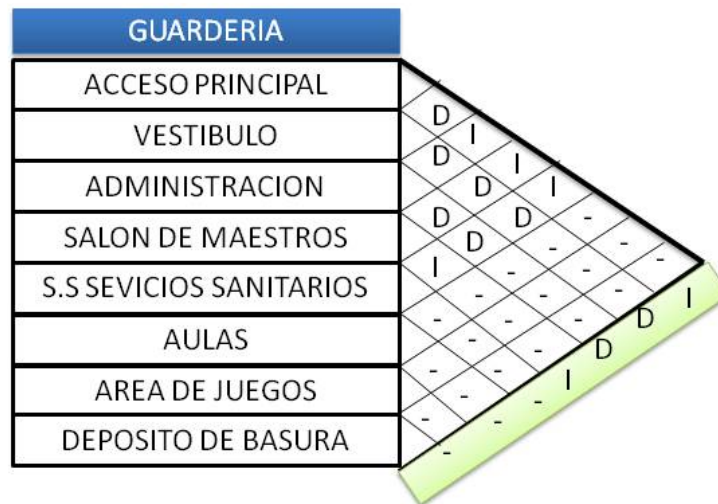 GUARDERIA
ACCESO PRINCIPAL
VESTIBULO
ADMINISTRACION
SALON DE MAESTROS
S.S SEVICIOS SANITARIOS
AULAS
AREA DE JUEGOS
DEPOSITO DE BASURA
D
I
D I
D I
D D -
D - -
I - - -
- - - I
- - - D
- - D
- - I
- -
- -
-